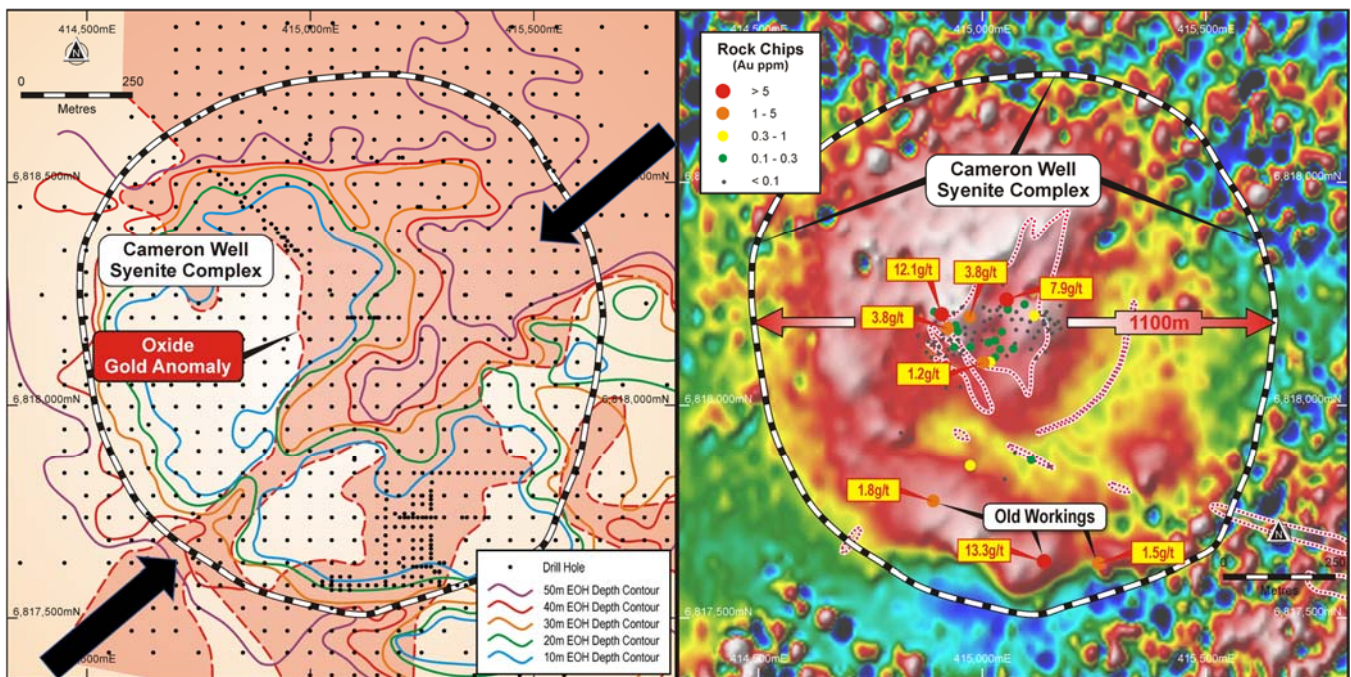 414,500mE
415,000mE
415,500mE
N
0
250
Metres
6,818,500mN
Cameron Well
Syenite Complex
Oxide
Gold Anomaly
6,818,000mN
6,817,500mN
Drill Hole
50m EOH Depth Contour
40m EOH Depth Contour
30m EOH Depth Contour
20m EOH Depth Contour
10m EOH Depth Contour
414,500mE
415,000mE
415,500mE
Rock Chips
(Au ppm)
> 5
1 - 5
0.3 - 1
0.1 - 0.3
< 0.1
Cameron Well
Syenite Complex
6,818,500mN
12.1g/t
3.8g/t
7.9g/t
3.8g/t
1100m
1.2g/t
6,818,000mN
6,818,000mN
1.8g/t
Old Workings
13.3g/t
1.5g/t
N
0
250
Metres
6,817,500mN
6,817,500mN
414,500mE
415,000mE
415,500mE